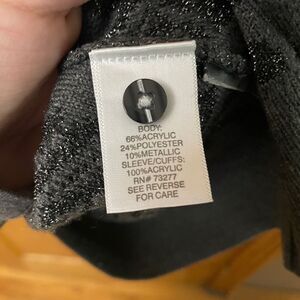 BODY:
66%ACRYLIC
24%POLYESTER
10%METALLIC
SLEEVE/CUFFS:
100%ACRYLIC
RN# 73277
SEE REVERSE
FOR CARE